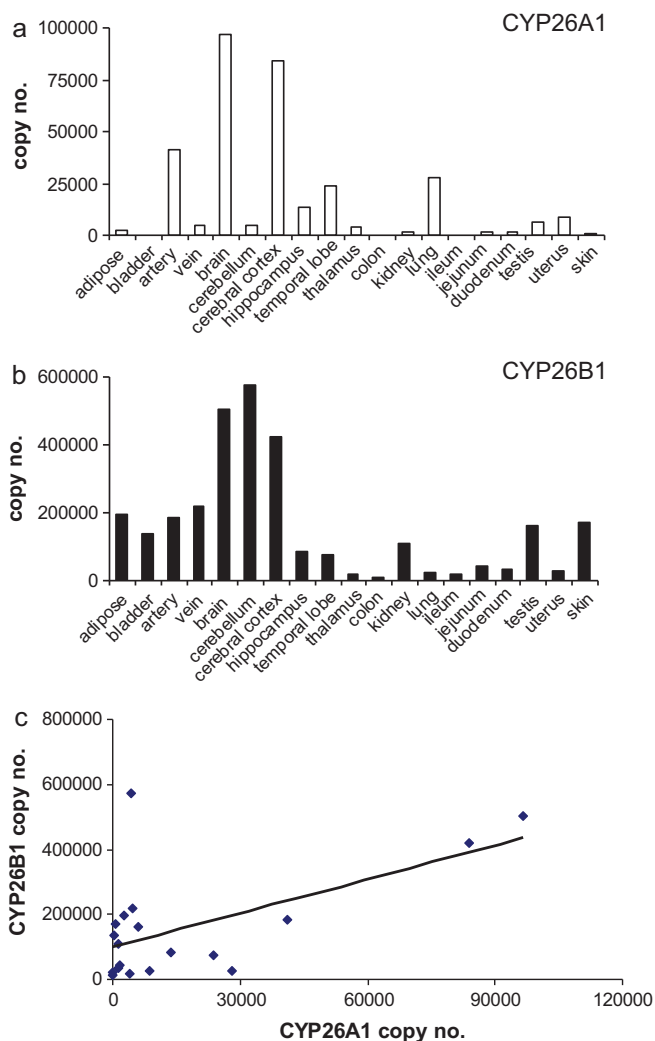 a
CYP26A1
copy no.
100000
75000
50000
25000
0
adipose
bladder
artery
vein
brain
cerebellum
cerebral cortex
hippocampus
temporal lobe
thalamus
colon
kidney
lung
ileum
jejunum
duodenum
testis
uterus
skin
b
CYP26B1
copy no.
600000
400000
200000
0
adipose
bladder
artery
vein
brain
cerebellum
cerebral cortex
hippocampus
temporal lobe
thalamus
colon
kidney
lung
ileum
jejunum
duodenum
testis
uterus
skin
c
CYP26B1 copy no.
800000
600000
400000
200000
0
0 30000 60000 90000 120000
CYP26A1 copy no.